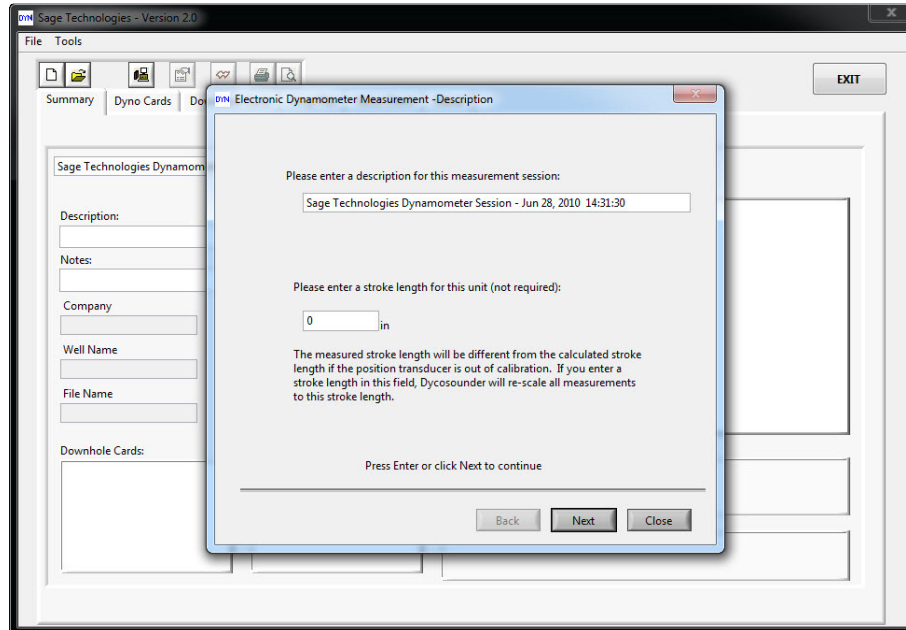 DYN Sage Technologies - Version 2.0
x
File Tools
EXIT
Summary Dyno Cards Do
DYN Electronic Dynamometer Measurement -Description
Sage Technologies Dynamom
Description:
Notes:
Company
Well Name
File Name
Downhole Cards:
Please enter a description for this measurement session:
Sage Technologies Dynamometer Session - Jun 28, 2010 14:31:30
Please enter a stroke length for this unit (not required):
0 in
The measured stroke length will be different from the calculated stroke
length if the position transducer is out of calibration. If you enter a
stroke length in this field, Dycosounder will re-scale all measurements
to this stroke length.
Press Enter or click Next to continue
Back Next Close